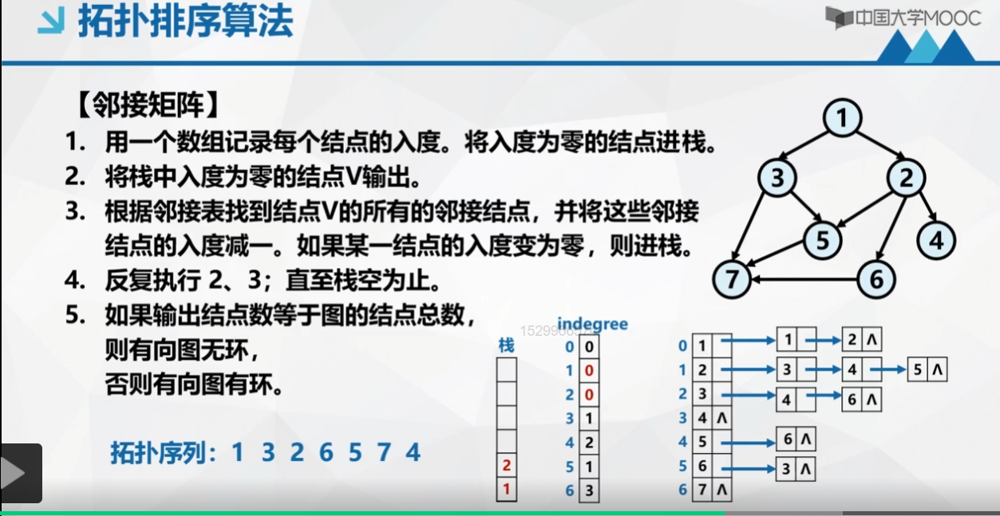 拓扑排序算法
中国大学MOOC
【邻接矩阵】
1. 用一个数组记录每个结点的入度。将入度为零的结点进栈。
2. 将栈中入度为零的结点V输出。
3. 根据邻接表找到结点V的所有的邻接结点，并将这些邻接
结点的入度减一。如果某一结点的入度变为零，则进栈。
4. 反复执行 2、3；直至栈空为止。
5. 如果输出结点数等于图的结点总数，
则有向图无环，
否则有向图有环。
拓扑序列：1 3 2 6 5 7 4
1
3 2
5 4
7 6
栈
2
1
indegree
0 0
1 0
2 0
3 1
4 2
5 1
6 3
0 1 1 2 Λ
1 2 3 4 5 Λ
2 3 4 6 Λ
3 4 Λ
4 5 6 Λ
5 6 3 Λ
6 7 Λ